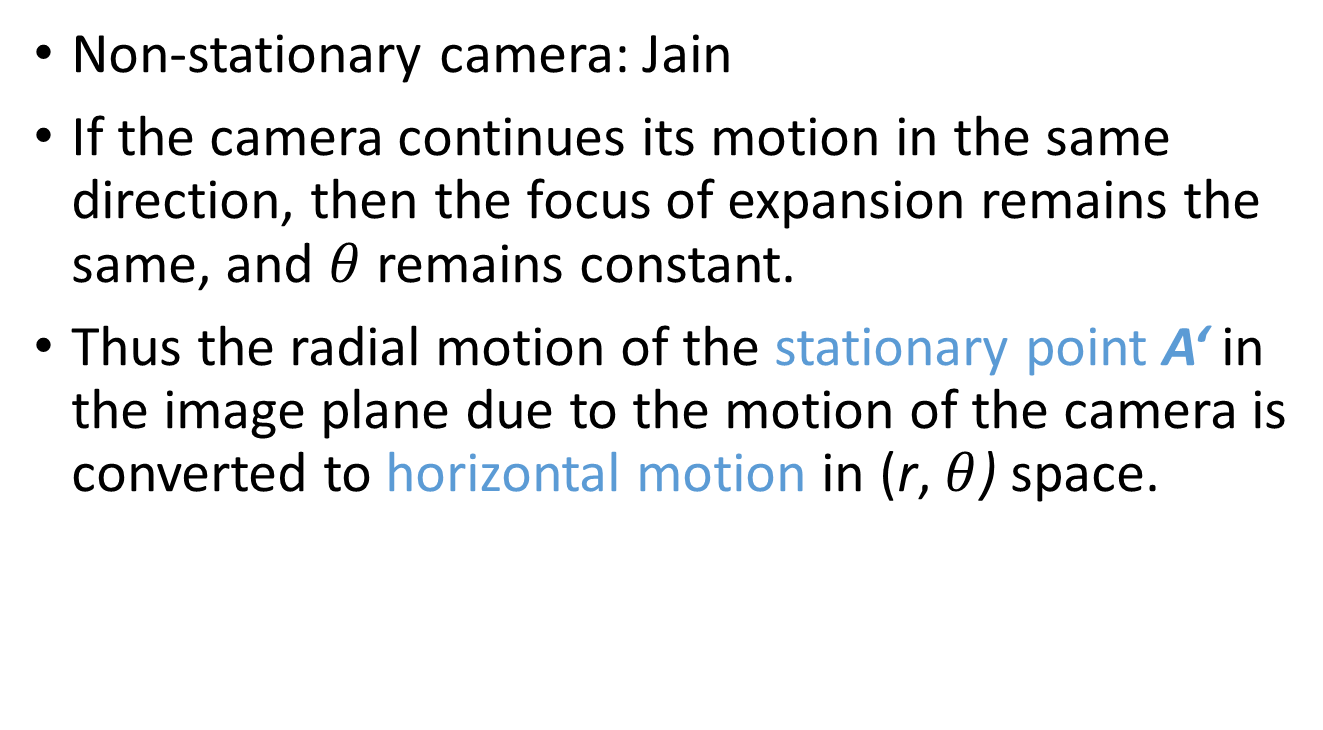 • Non-stationary camera: Jain
• If the camera continues its motion in the same
direction, then the focus of expansion remains the
same, and θ remains constant.
• Thus the radial motion of the stationary point A‘ in
the image plane due to the motion of the camera is
converted to horizontal motion in (r, θ) space.